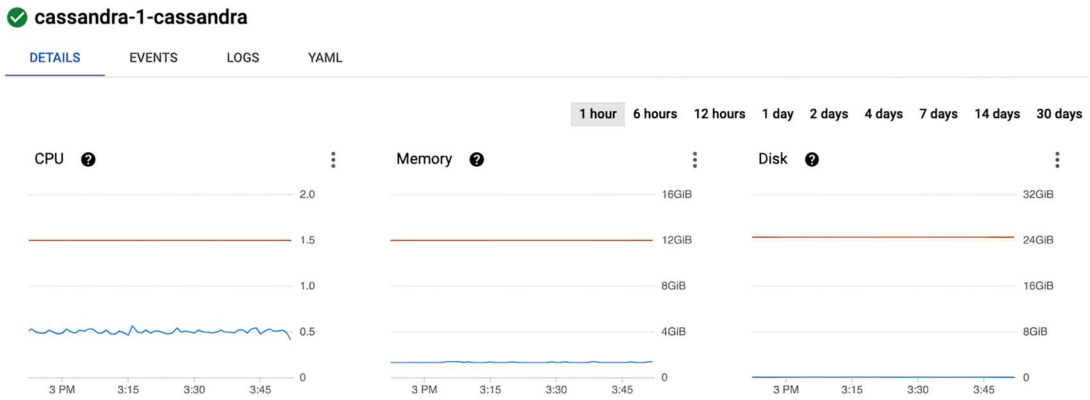 cassandra-1-cassandra
DETAILS EVENTS LOGS YAML
1 hour 6 hours 12 hours 1 day 2 days 4 days 7 days 14 days 30 days
CPU ?
2.0
1.5
1.0
0.5
0
3 PM 3:15 3:30 3:45
Memory ?
16GiB
12GiB
8GiB
4GiB
0
3 PM 3:15 3:30 3:45
Disk ?
32GiB
24GiB
16GiB
8GiB
0
3 PM 3:15 3:30 3:45